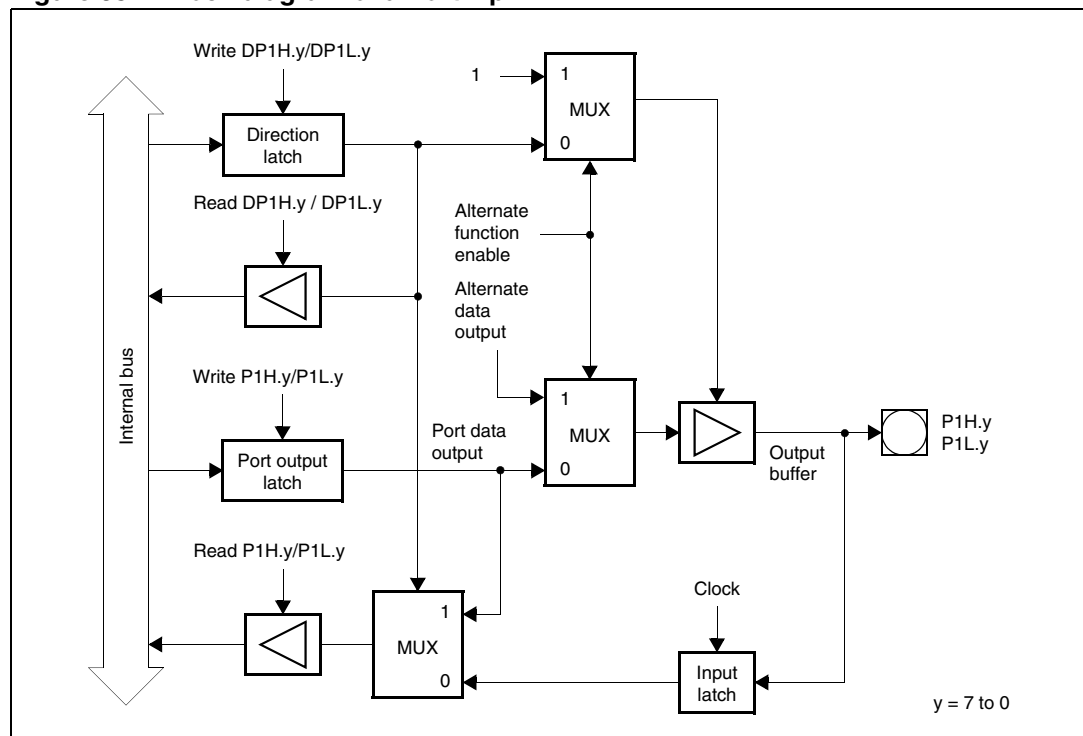 Write DP1H.y/DP1L.y
1
1
MUX
0
Direction
latch
Read DP1H.y / DP1L.y
Alternate
function
enable
Alternate
data
output
Internal bus
Write P1H.y/P1L.y
1
MUX
0
Port data
output
Port output
latch
P1H.y
P1L.y
Output
buffer
Read P1H.y/P1L.y
Clock
1
MUX
0
Input
latch
y = 7 to 0